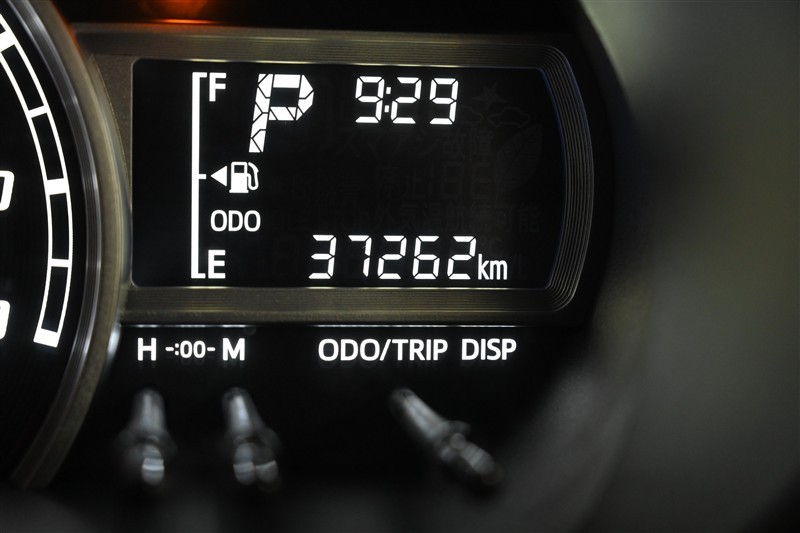 F P 9:29
ODO
E 37262km
H -:00- M ODO/TRIP DISP